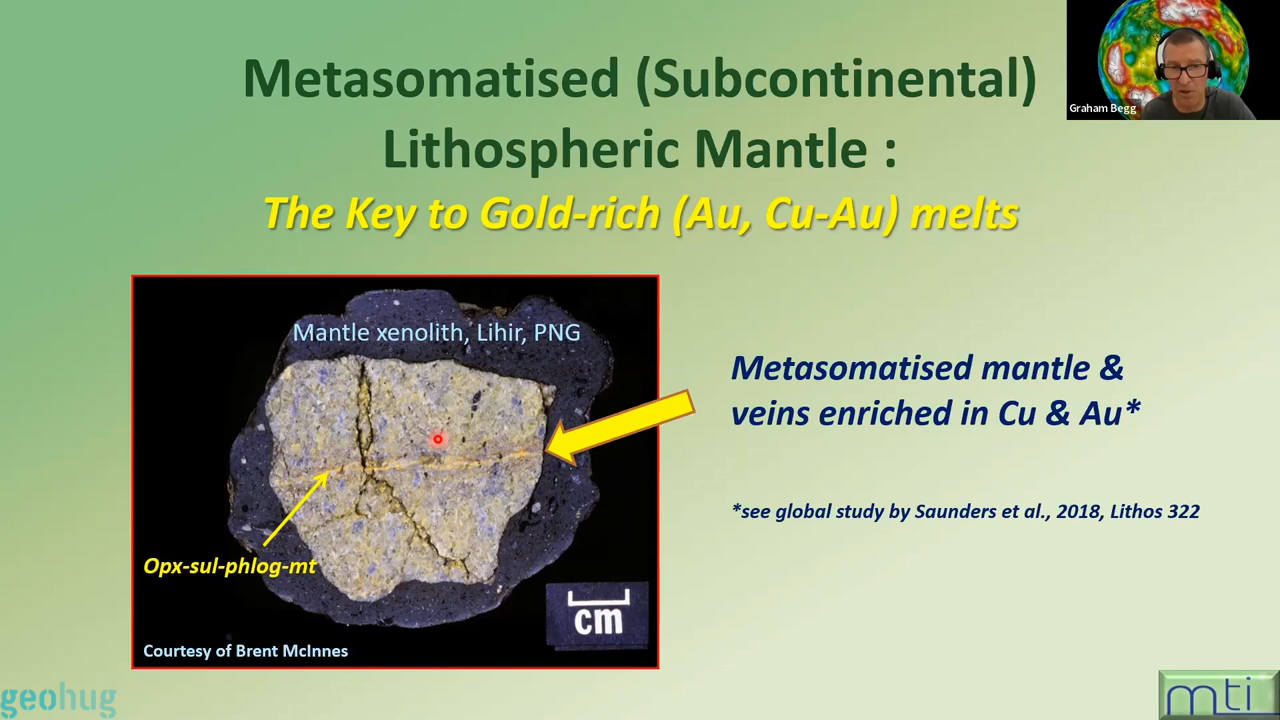 Metasomatised (Subcontinental)
Lithospheric Mantle :
The Key to Gold-rich (Au, Cu-Au) melts
Graham Begg
Mantle xenolith, Lihir, PNG
Opx-sul-phlog-mt
cm
Courtesy of Brent McInnes
Metasomatised mantle &
veins enriched in Cu & Au*
*see global study by Saunders et al., 2018, Lithos 322
geohug
mti